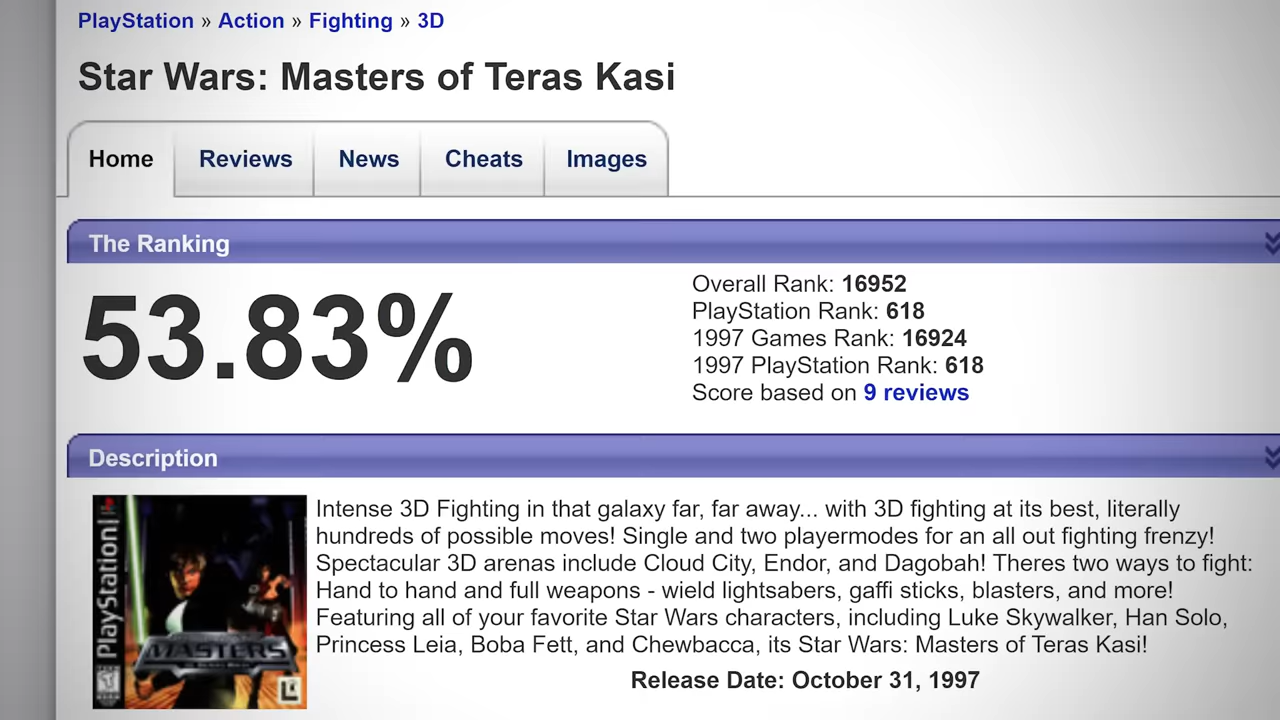 PlayStation » Action » Fighting » 3D
Star Wars: Masters of Teras Kasi
Home Reviews News Cheats Images
The Ranking
53.83%
Overall Rank: 16952
PlayStation Rank: 618
1997 Games Rank: 16924
1997 PlayStation Rank: 618
Score based on 9 reviews
Description
PlayStation
MASTERS
Intense 3D Fighting in that galaxy far, far away... with 3D fighting at its best, literally
hundreds of possible moves! Single and two playermodes for an all out fighting frenzy!
Spectacular 3D arenas include Cloud City, Endor, and Dagobah! Theres two ways to fight:
Hand to hand and full weapons - wield lightsabers, gaffi sticks, blasters, and more!
Featuring all of your favorite Star Wars characters, including Luke Skywalker, Han Solo,
Princess Leia, Boba Fett, and Chewbacca, its Star Wars: Masters of Teras Kasi!
Release Date: October 31, 1997